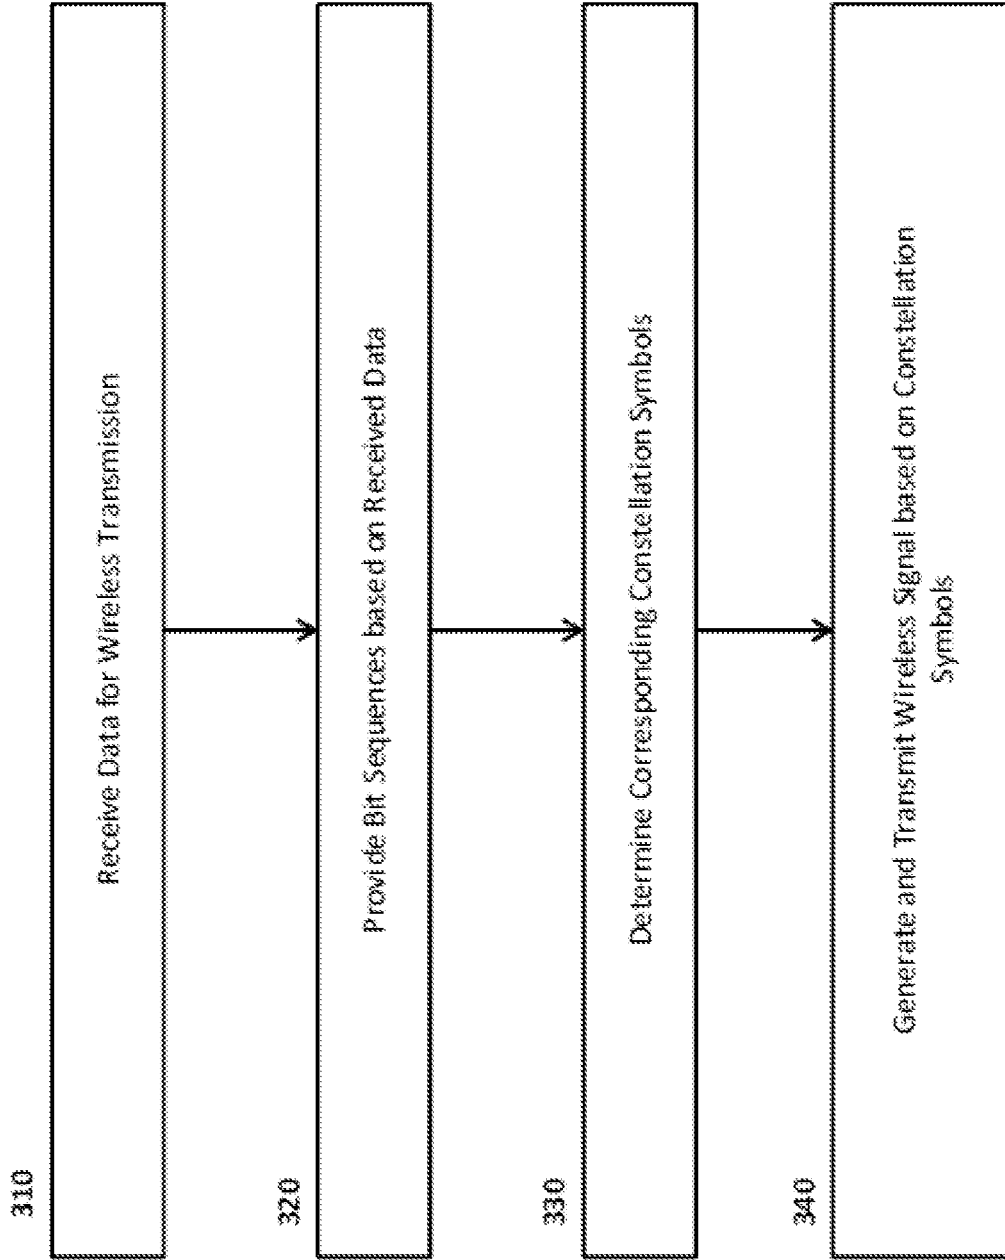 310
Receive Data for Wireless Transmission
320
Provide Bit Sequences based on Received Data
330
Determine Corresponding Constellation Symbols
340
Generate and Transmit Wireless Signal based on Constellation
Symbols